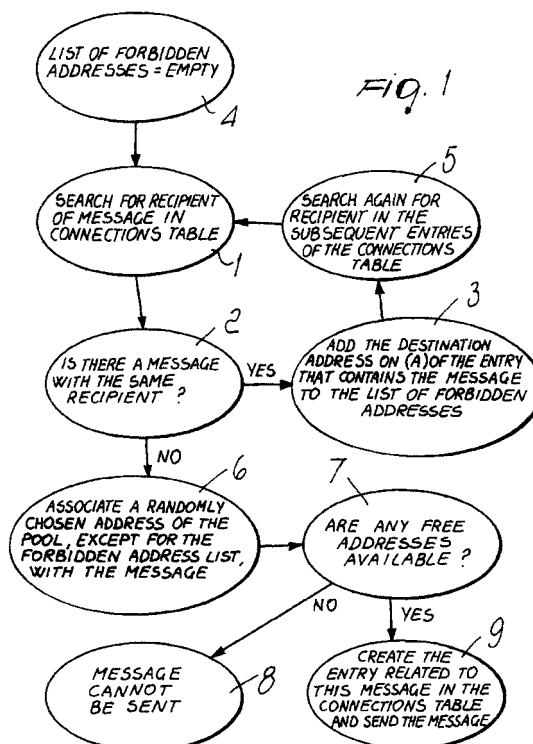 LIST OF FORBIDDEN
ADDRESSES = EMPTY
4
Fig. 1
SEARCH FOR RECIPIENT
OF MESSAGE IN
CONNECTIONS TABLE
1
5
SEARCH AGAIN FOR
RECIPIENT IN THE
SUBSEQUENT ENTRIES
OF THE CONNECTIONS
TABLE
2
IS THERE A MESSAGE
WITH THE SAME
RECIPIENT ?
YES
3
ADD THE DESTINATION
ADDRESS ON (A) OF THE ENTRY
THAT CONTAINS THE MESSAGE
TO THE LIST OF FORBIDDEN
ADDRESSES
NO
6
ASSOCIATE A RANDOMLY
CHOSEN ADDRESS OF THE
POOL, EXCEPT FOR THE
FORBIDDEN ADDRESS LIST,
WITH THE MESSAGE
7
ARE ANY FREE
ADDRESSES
AVAILABLE ?
NO
YES
MESSAGE
CANNOT
BE SENT
8
9
CREATE THE
ENTRY RELATED TO
THIS MESSAGE IN THE
CONNECTIONS TABLE
AND SEND THE MESSAGE